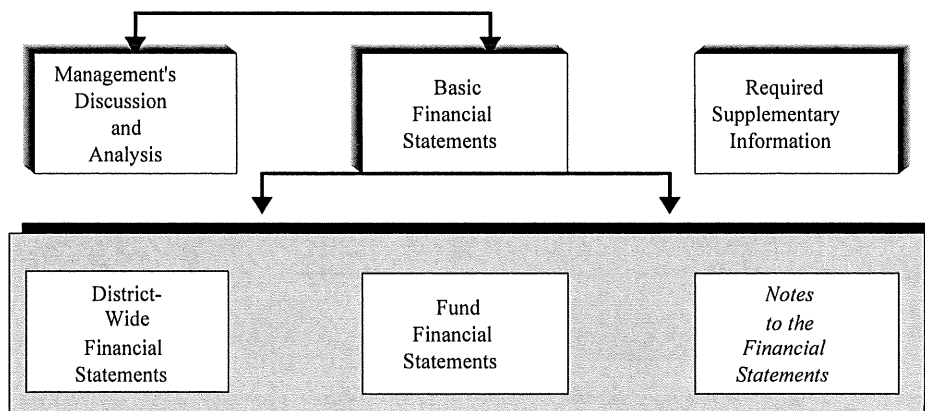 Management's
Discussion
and
Analysis
Basic
Financial
Statements
Required
Supplementary
Information
District-
Wide
Financial
Statements
Fund
Financial
Statements
Notes
to the
Financial
Statements